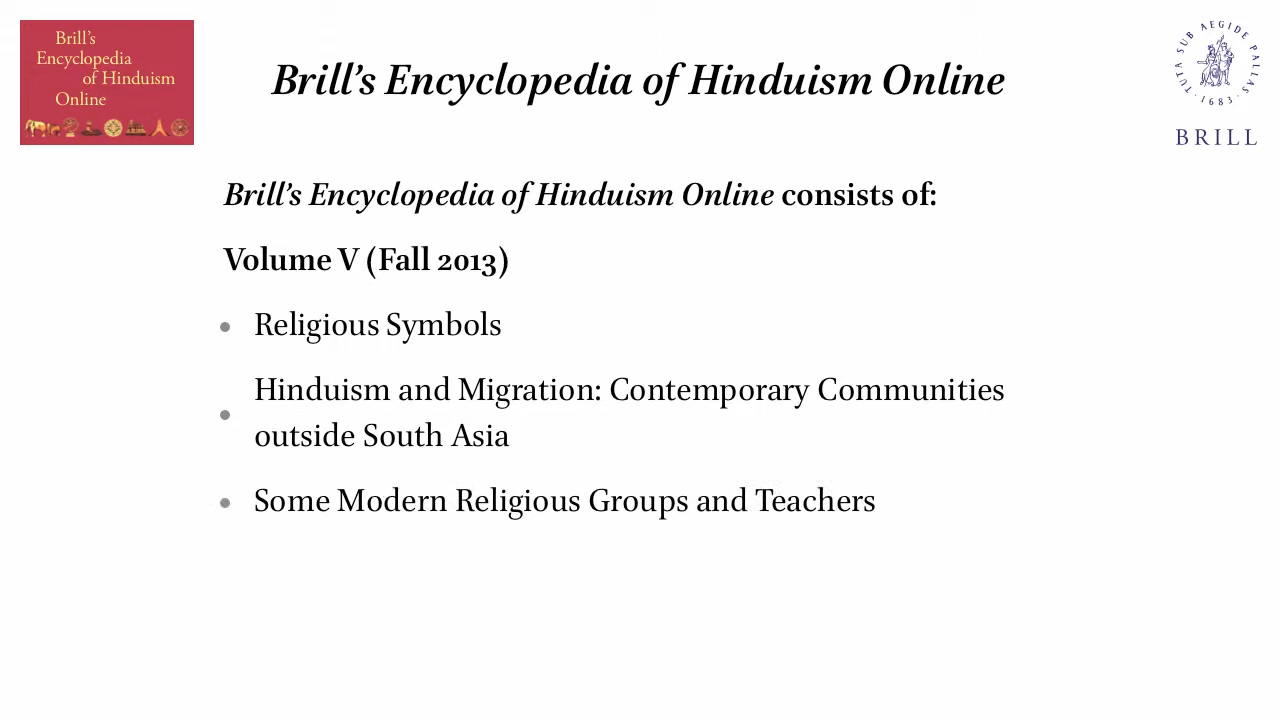 Brill's
Encyclopedia
of Hinduism
Online
Brill's Encyclopedia of Hinduism Online
TUTA SUB AEGIDE PALLAS
· 1683 ·
BRILL
Brill's Encyclopedia of Hinduism Online consists of:
Volume V (Fall 2013)
• Religious Symbols
• Hinduism and Migration: Contemporary Communities
outside South Asia
• Some Modern Religious Groups and Teachers